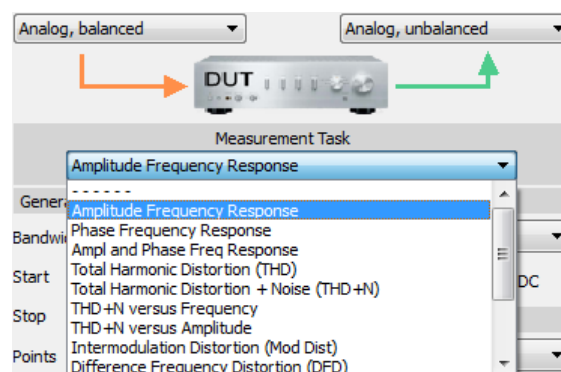 Analog, balanced
Analog, unbalanced
DUT
Measurement Task
Amplitude Frequency Response
- - - - - -
Amplitude Frequency Response
Phase Frequency Response
Ampl and Phase Freq Response
Total Harmonic Distortion (THD)
Total Harmonic Distortion + Noise (THD+N)
THD+N versus Frequency
THD+N versus Amplitude
Intermodulation Distortion (Mod Dist)
Difference Frequency Distortion (DFD)
Start
DC
Stop
Points